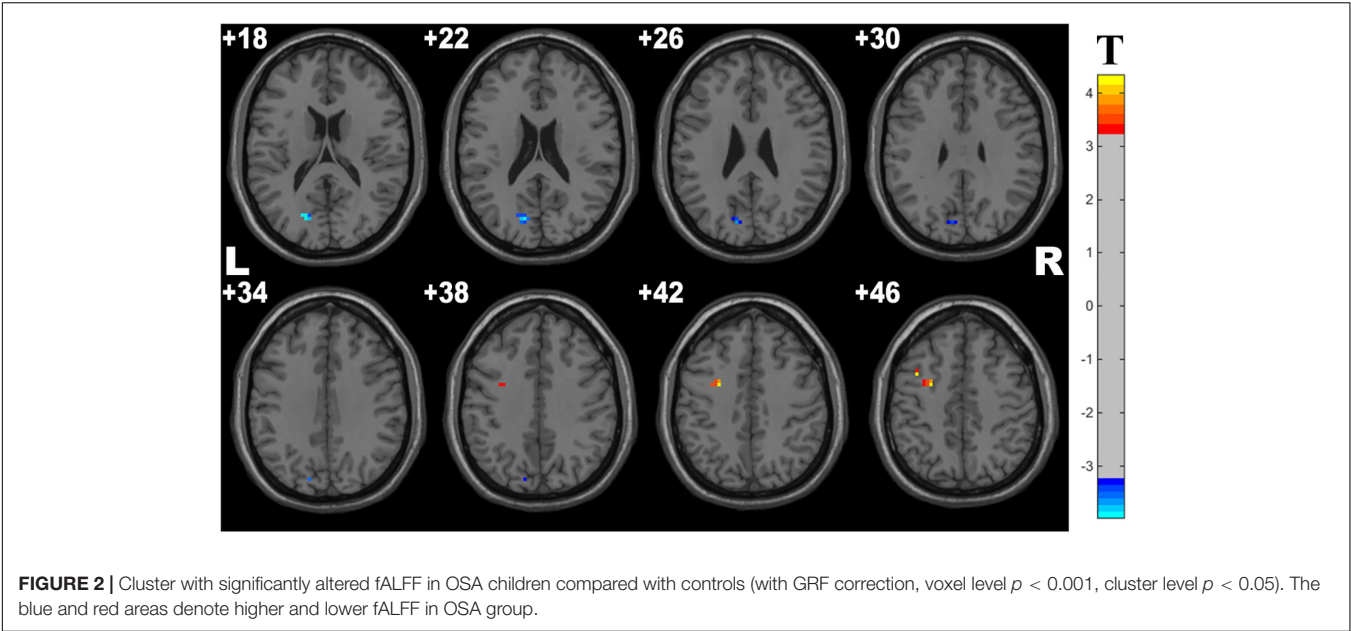 +18 +22 +26 +30
T
4
3
2
1
0
-1
-2
-3
L R
+34 +38 +42 +46
FIGURE 2 | Cluster with significantly altered fALFF in OSA children compared with controls (with GRF correction, voxel level p < 0.001, cluster level p < 0.05). The
blue and red areas denote higher and lower fALFF in OSA group.